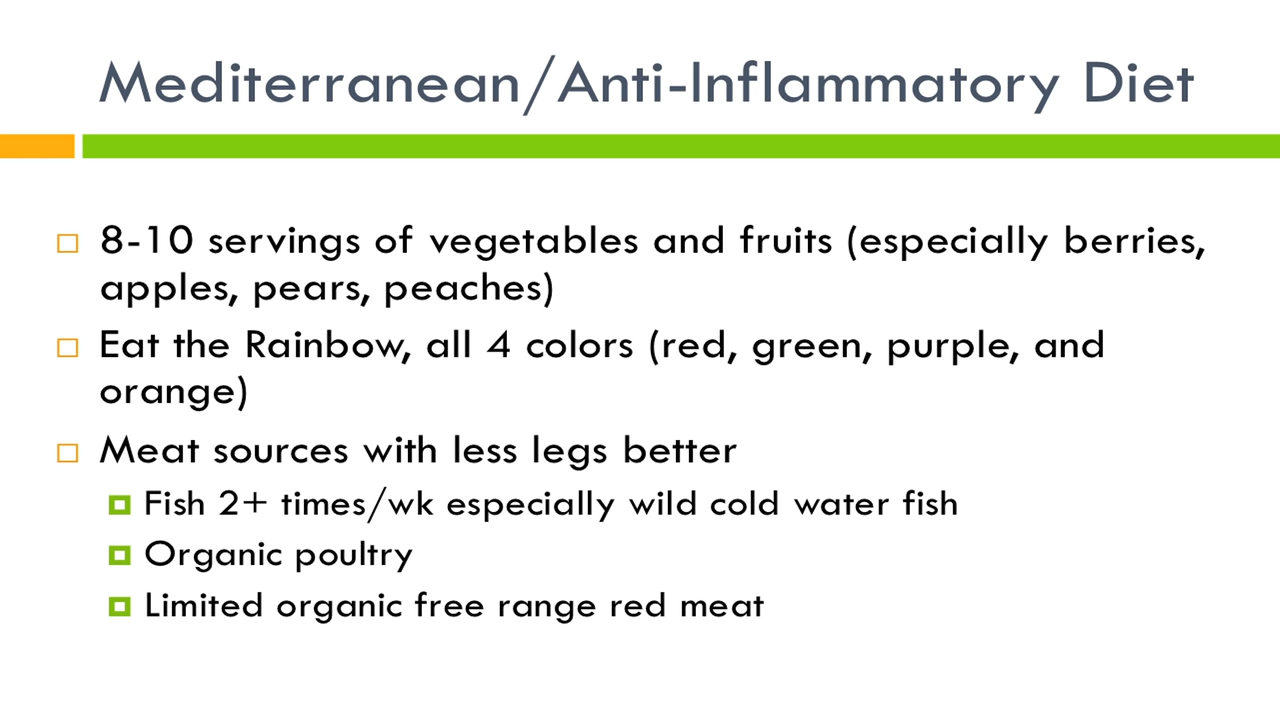 Mediterranean/Anti-Inflammatory Diet
8-10 servings of vegetables and fruits (especially berries,
apples, pears, peaches)
Eat the Rainbow, all 4 colors (red, green, purple, and
orange)
Meat sources with less legs better
Fish 2+ times/wk especially wild cold water fish
Organic poultry
Limited organic free range red meat